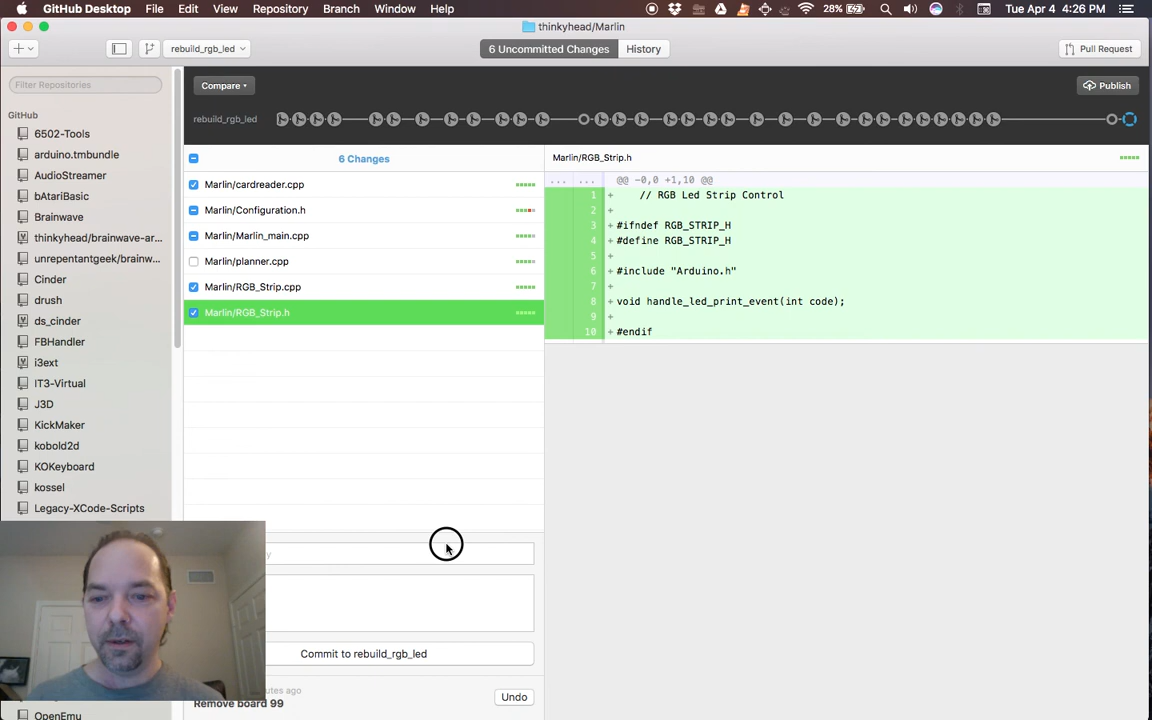 GitHub Desktop File Edit View Repository Branch Window Help 28% Tue Apr 4 4:26 PM
thinkyhead/Marlin
rebuild_rgb_led 6 Uncommitted Changes History Pull Request
Filter Repositories
Compare
Publish
rebuild_rgb_led
GitHub
6502-Tools
arduino.tmbundle
AudioStreamer
bAtariBasic
Brainwave
thinkyhead/brainwave-ar...
unrepentantgeek/brainw...
Cinder
drush
ds_cinder
FBHandler
i3ext
IT3-Virtual
J3D
KickMaker
kobold2d
KOKeyboard
kossel
Legacy-XCode-Scripts
OpenEmu
6 Changes
Marlin/cardreader.cpp
Marlin/Configuration.h
Marlin/Marlin_main.cpp
Marlin/planner.cpp
Marlin/RGB_Strip.cpp
Marlin/RGB_Strip.h
y
Commit to rebuild_rgb_led
utes ago
Remove board 99
Undo
Marlin/RGB_Strip.h
... ... @@ -0,0 +1,10 @@
1 + // RGB Led Strip Control
2 +
3 + #ifndef RGB_STRIP_H
4 + #define RGB_STRIP_H
5 +
6 + #include "Arduino.h"
7 +
8 + void handle_led_print_event(int code);
9 +
10 + #endif